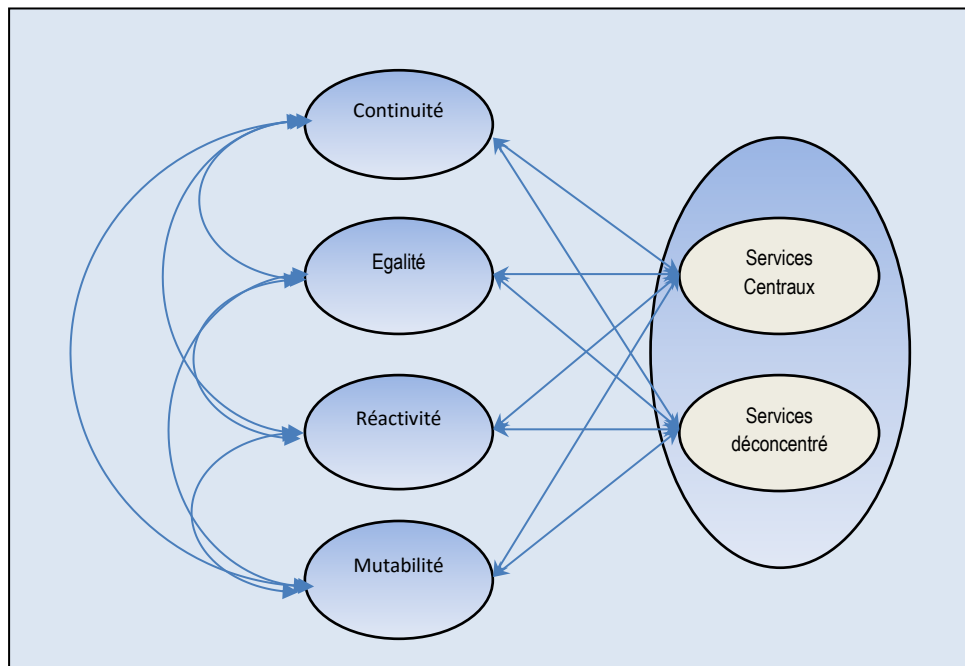 Continuité
Egalité
Réactivité
Mutabilité
Services
Centraux
Services
déconcentré